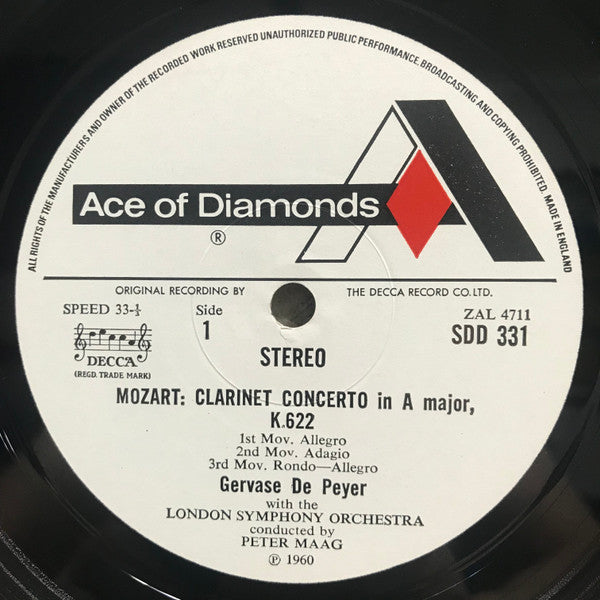 ALL RIGHTS OF THE MANUFACTURERS AND OWNER OF THE RECORDED WORK RESERVED UNAUTHORIZED PUBLIC PERFORMANCE, BROADCASTING AND COPYING PROHIBITED. MADE IN ENGLAND
Ace of Diamonds
®
ORIGINAL RECORDING BY THE DECCA RECORD CO. LTD.
SPEED 33-⅓ Side ZAL 4711
1 SDD 331
DECCA
(REGD. TRADE MARK)
STEREO
MOZART: CLARINET CONCERTO in A major,
K.622
1st Mov. Allegro
2nd Mov. Adagio
3rd Mov. Rondo—Allegro
Gervase De Peyer
with the
LONDON SYMPHONY ORCHESTRA
conducted by
PETER MAAG
℗ 1960